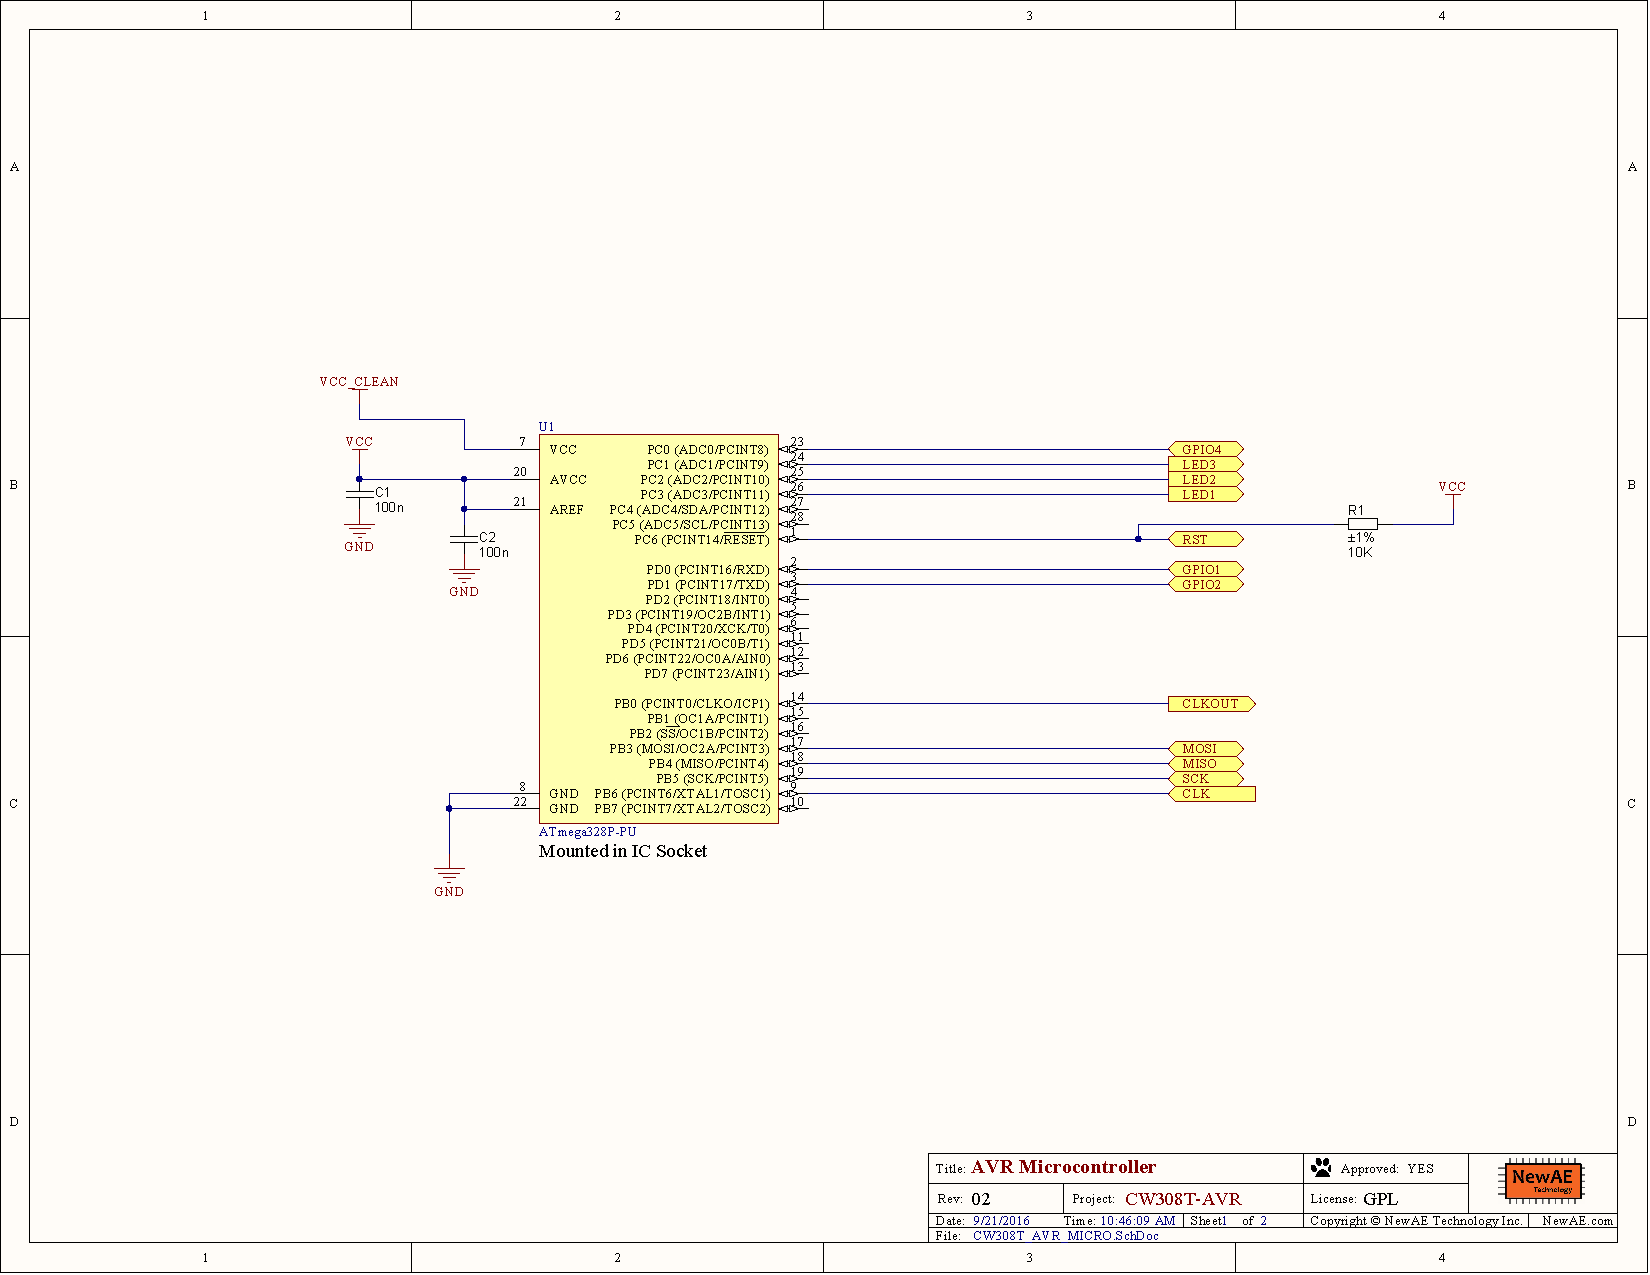 1 2 3 4
A A
B B
C C
D D
VCC_CLEAN
VCC
C1
100n
GND
C2
100n
GND
GND
U1
7 VCC
20 AVCC
21 AREF
8 GND
22 GND
PC0 (ADC0/PCINT8) 23
PC1 (ADC1/PCINT9) 24
PC2 (ADC2/PCINT10) 25
PC3 (ADC3/PCINT11) 26
PC4 (ADC4/SDA/PCINT12) 27
PC5 (ADC5/SCL/PCINT13) 28
PC6 (PCINT14/RESET) 1
PD0 (PCINT16/RXD) 2
PD1 (PCINT17/TXD) 3
PD2 (PCINT18/INT0) 4
PD3 (PCINT19/OC2B/INT1) 5
PD4 (PCINT20/XCK/T0) 6
PD5 (PCINT21/OC0B/T1) 11
PD6 (PCINT22/OC0A/AIN0) 12
PD7 (PCINT23/AIN1) 13
PB0 (PCINT0/CLKO/ICP1) 14
PB1 (OC1A/PCINT1) 15
PB2 (SS/OC1B/PCINT2) 16
PB3 (MOSI/OC2A/PCINT3) 17
PB4 (MISO/PCINT4) 18
PB5 (SCK/PCINT5) 19
PB6 (PCINT6/XTAL1/TOSC1) 9
PB7 (PCINT7/XTAL2/TOSC2) 10
ATmega328P-PU
Mounted in IC Socket
GPIO4
LED3
LED2
LED1
RST
GPIO1
GPIO2
CLKOUT
MOSI
MISO
SCK
CLK
VCC
R1
±1%
10K
Title: AVR Microcontroller
Approved: YES
Rev: 02
Project: CW308T-AVR
License: GPL
Date: 9/21/2016
Time: 10:46:09 AM
Sheet1 of 2
Copyright © NewAE Technology Inc.
NewAE.com
File: CW308T_AVR_MICRO.SchDoc
NewAE
Technology
1 2 3 4